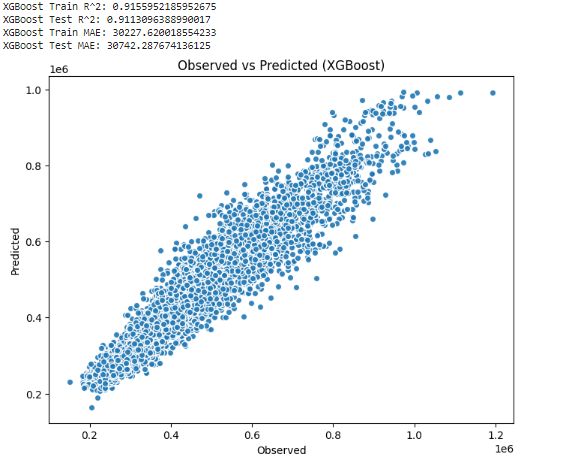 XGBoost Train R^2: 0.9155952185952675
XGBoost Test R^2: 0.9113096388990017
XGBoost Train MAE: 30227.620018554233
XGBoost Test MAE: 30742.287674136125
Observed vs Predicted (XGBoost)
1e6
1.0
0.8
0.6
0.4
0.2
Predicted
0.2 0.4 0.6 0.8 1.0 1.2
1e6
Observed